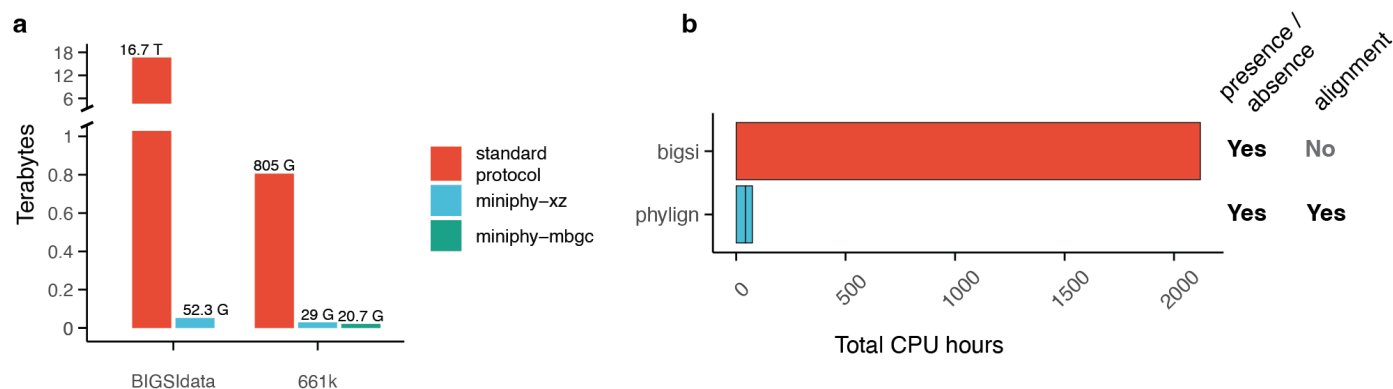 a
Terabytes
18
12
6
1
0.8
0.6
0.4
0.2
0
16.7 T
52.3 G
805 G
29 G
20.7 G
BIGSIdata
661k
standard
protocol
miniphy–xz
miniphy–mbgc
b
presence /
absence
alignment
bigsi
Yes
No
phylign
Yes
Yes
0
500
1000
1500
2000
Total CPU hours